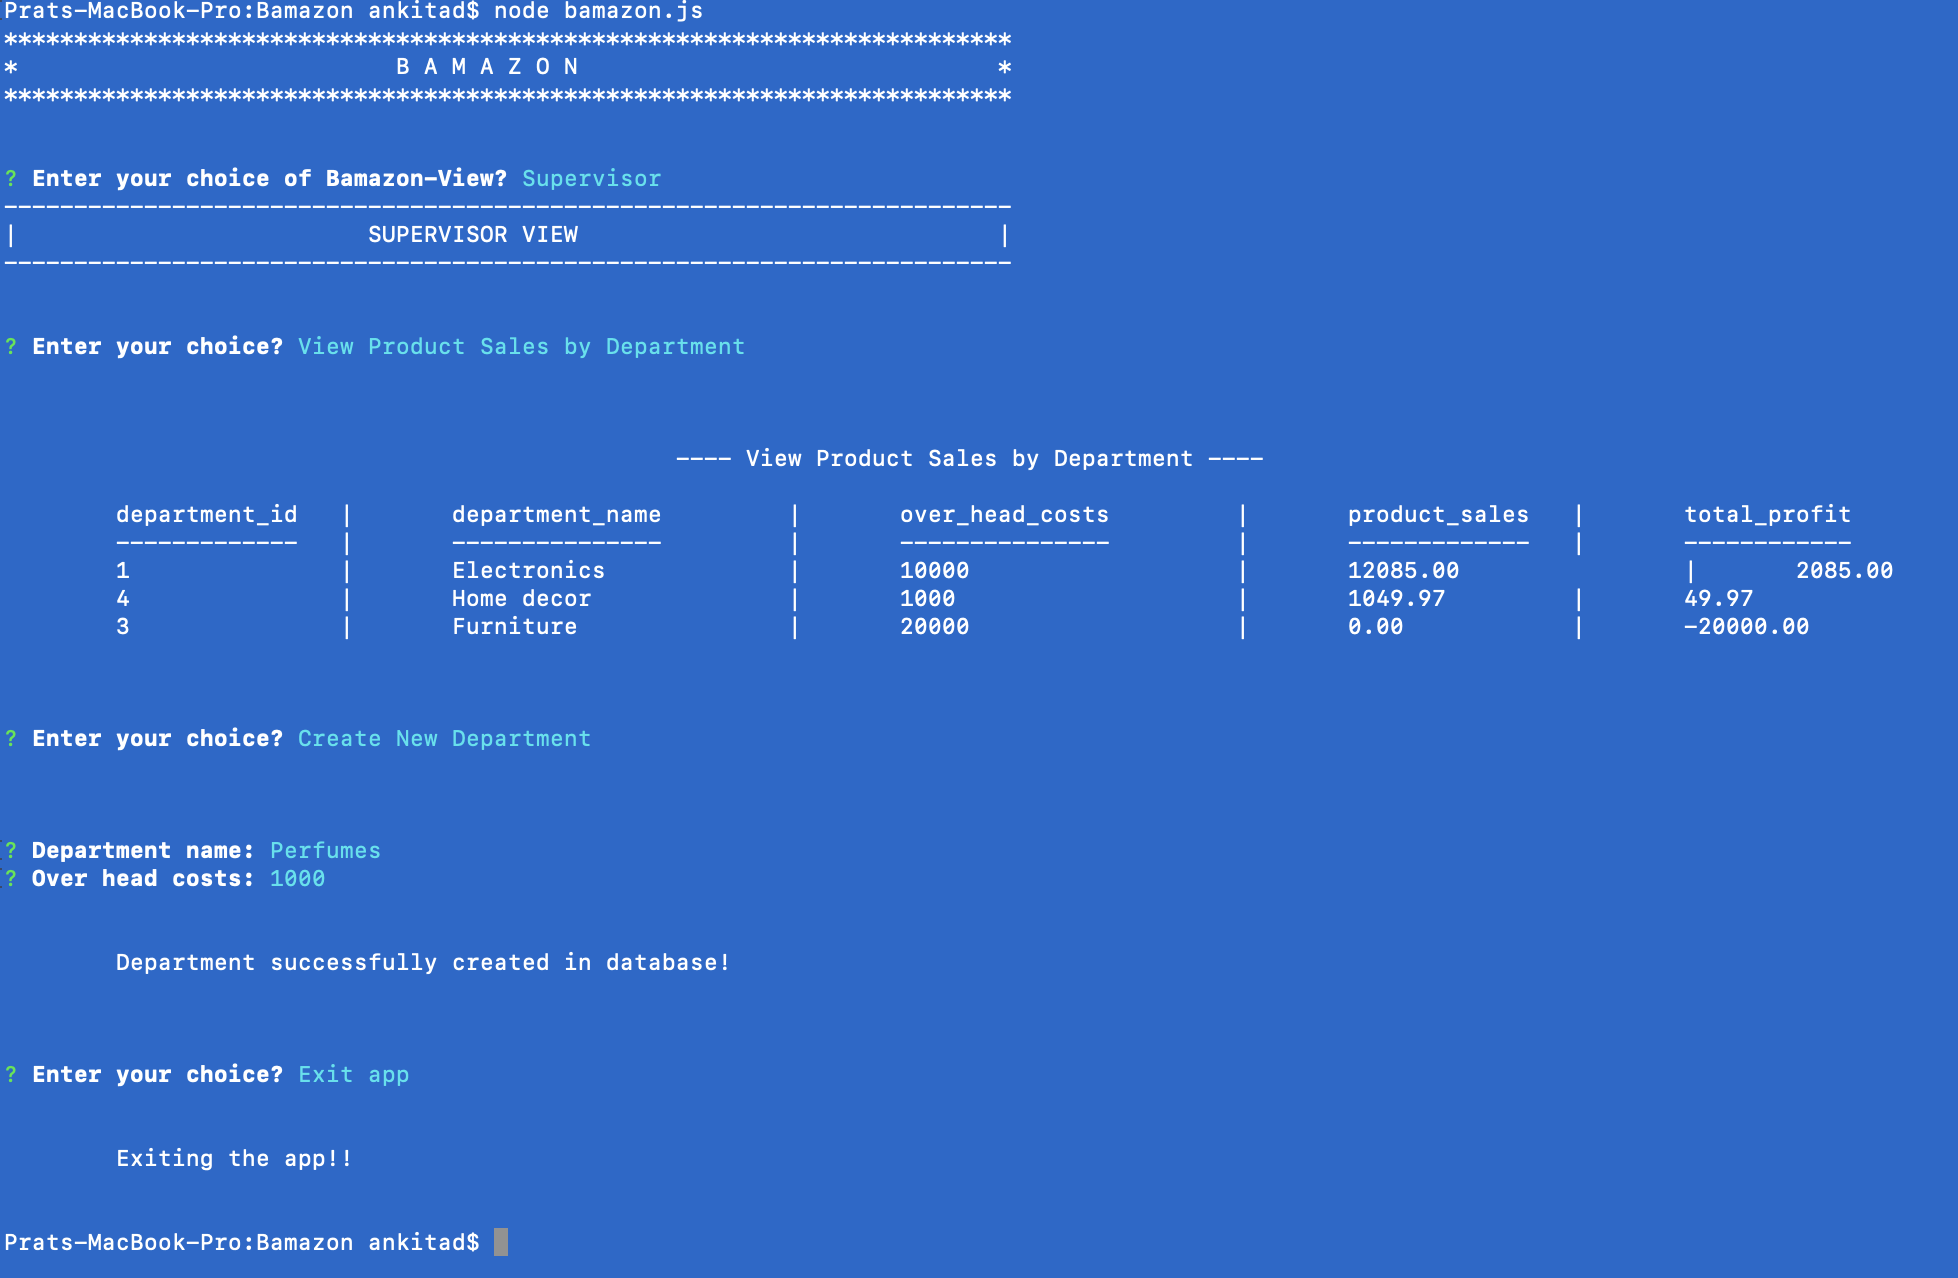 Prats-MacBook-Pro:Bamazon ankitad$ node bamazon.js
************************************************************************
* B A M A Z O N *
************************************************************************
? Enter your choice of Bamazon-View? Supervisor
------------------------------------------------------------------------
| SUPERVISOR VIEW |
------------------------------------------------------------------------
? Enter your choice? View Product Sales by Department
---- View Product Sales by Department ----
department_id | department_name | over_head_costs | product_sales | total_profit
------------- | --------------- | --------------- | ------------- | ------------
1 | Electronics | 10000 | 12085.00 | 2085.00
4 | Home decor | 1000 | 1049.97 | 49.97
3 | Furniture | 20000 | 0.00 | -20000.00
? Enter your choice? Create New Department
? Department name: Perfumes
? Over head costs: 1000
Department successfully created in database!
? Enter your choice? Exit app
Exiting the app!!
Prats-MacBook-Pro:Bamazon ankitad$